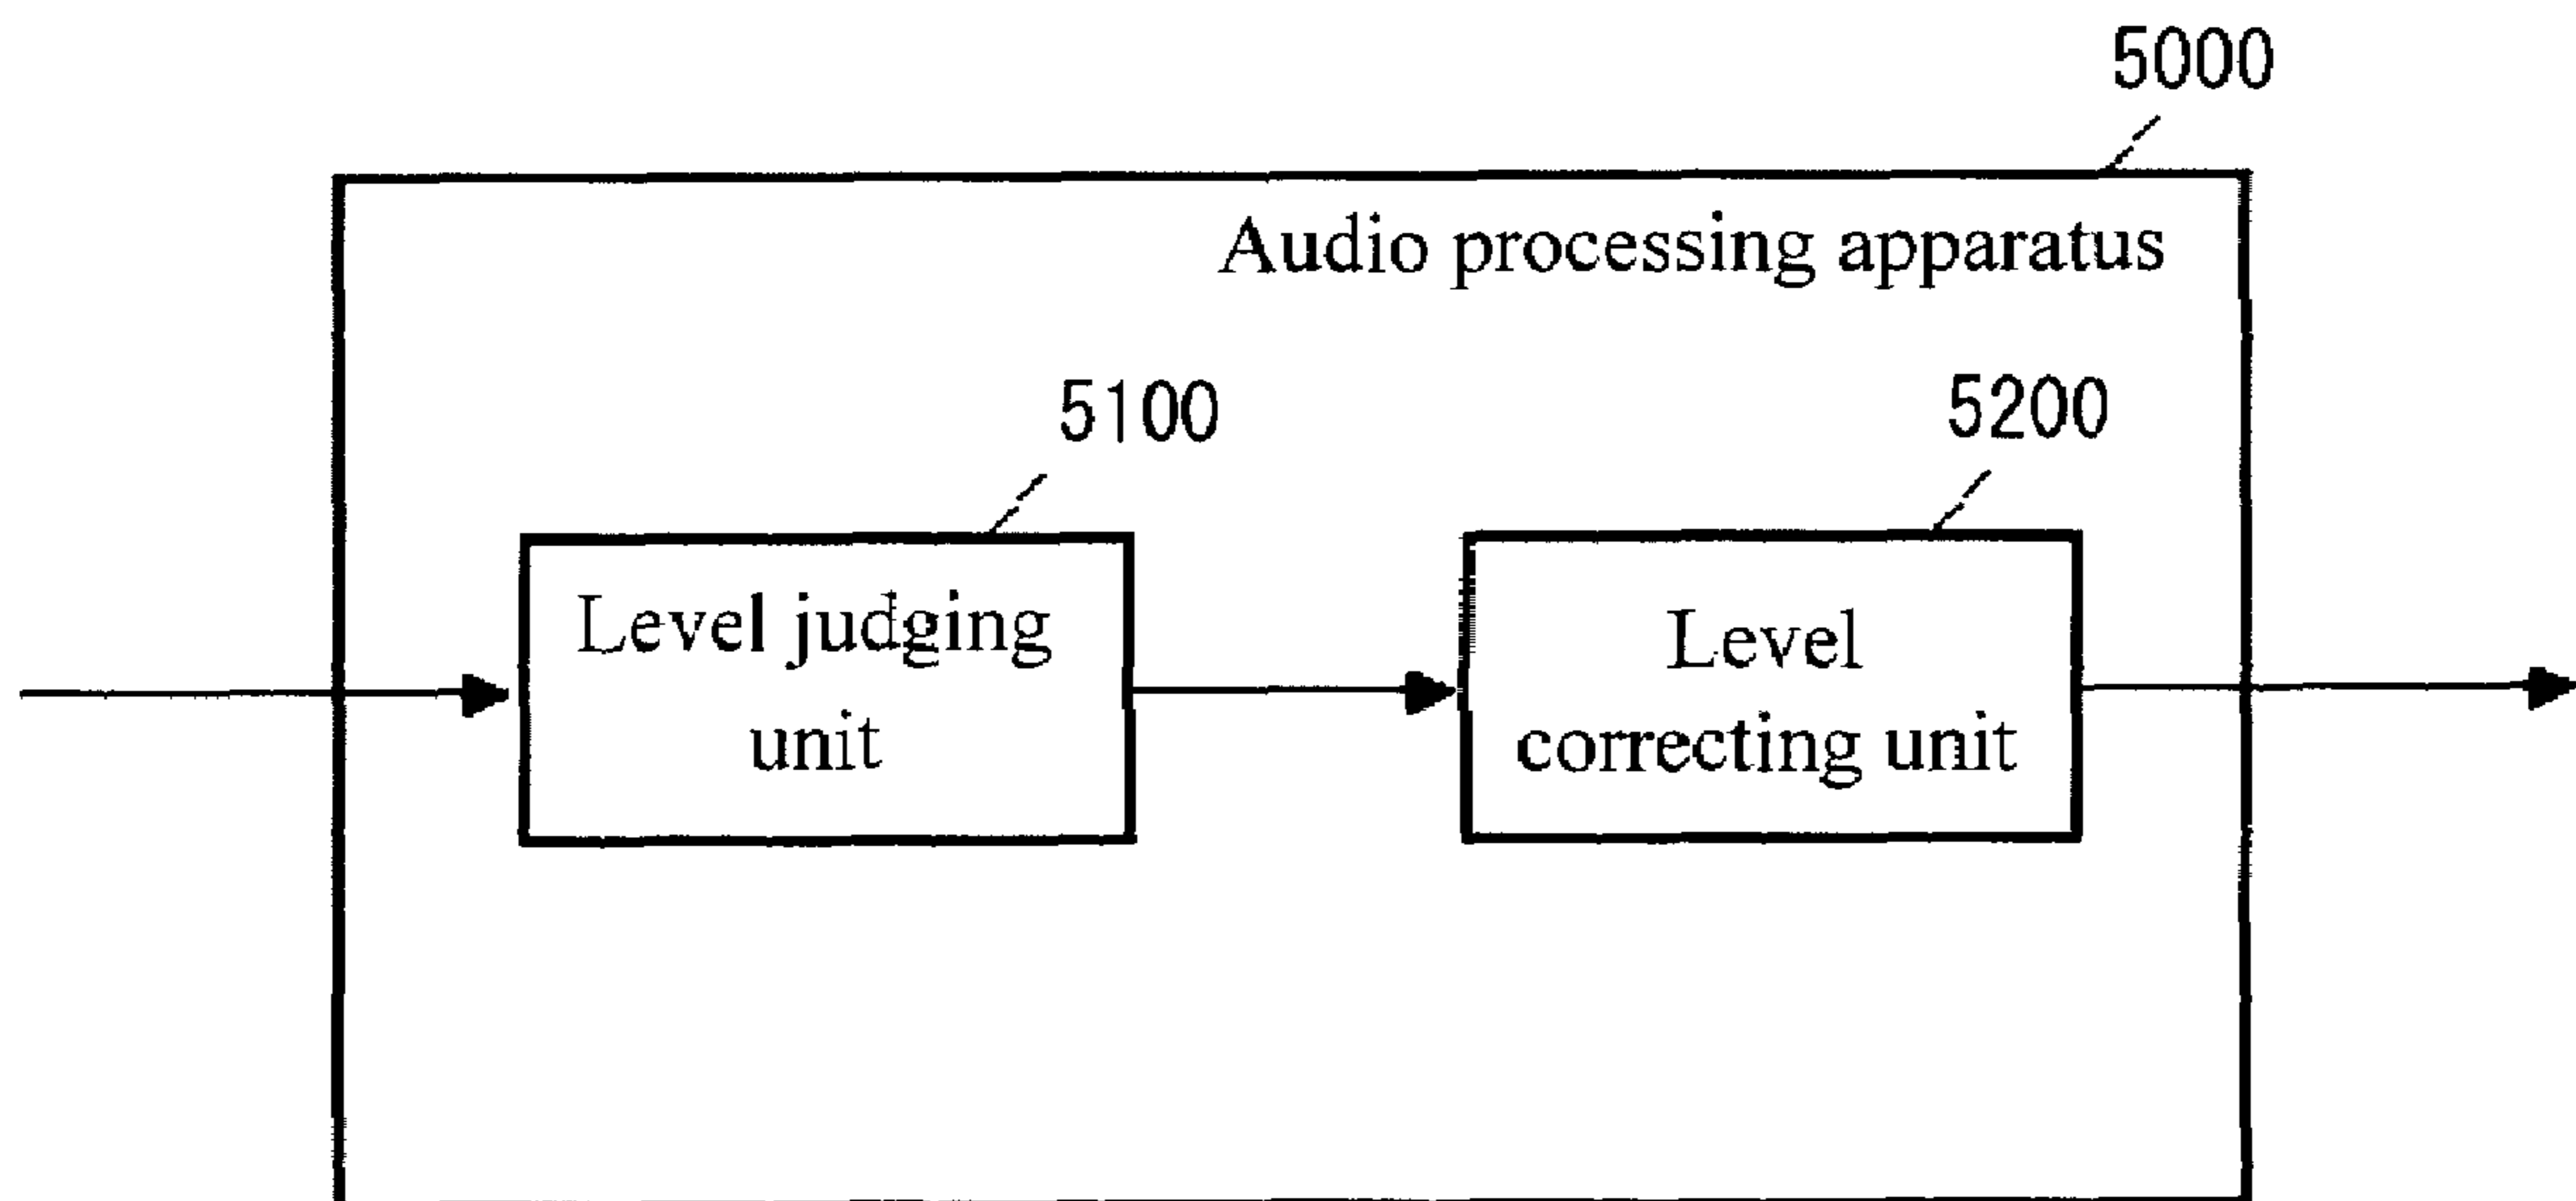 5000
Audio processing apparatus
5100
5200
Level judging
unit
Level
correcting unit